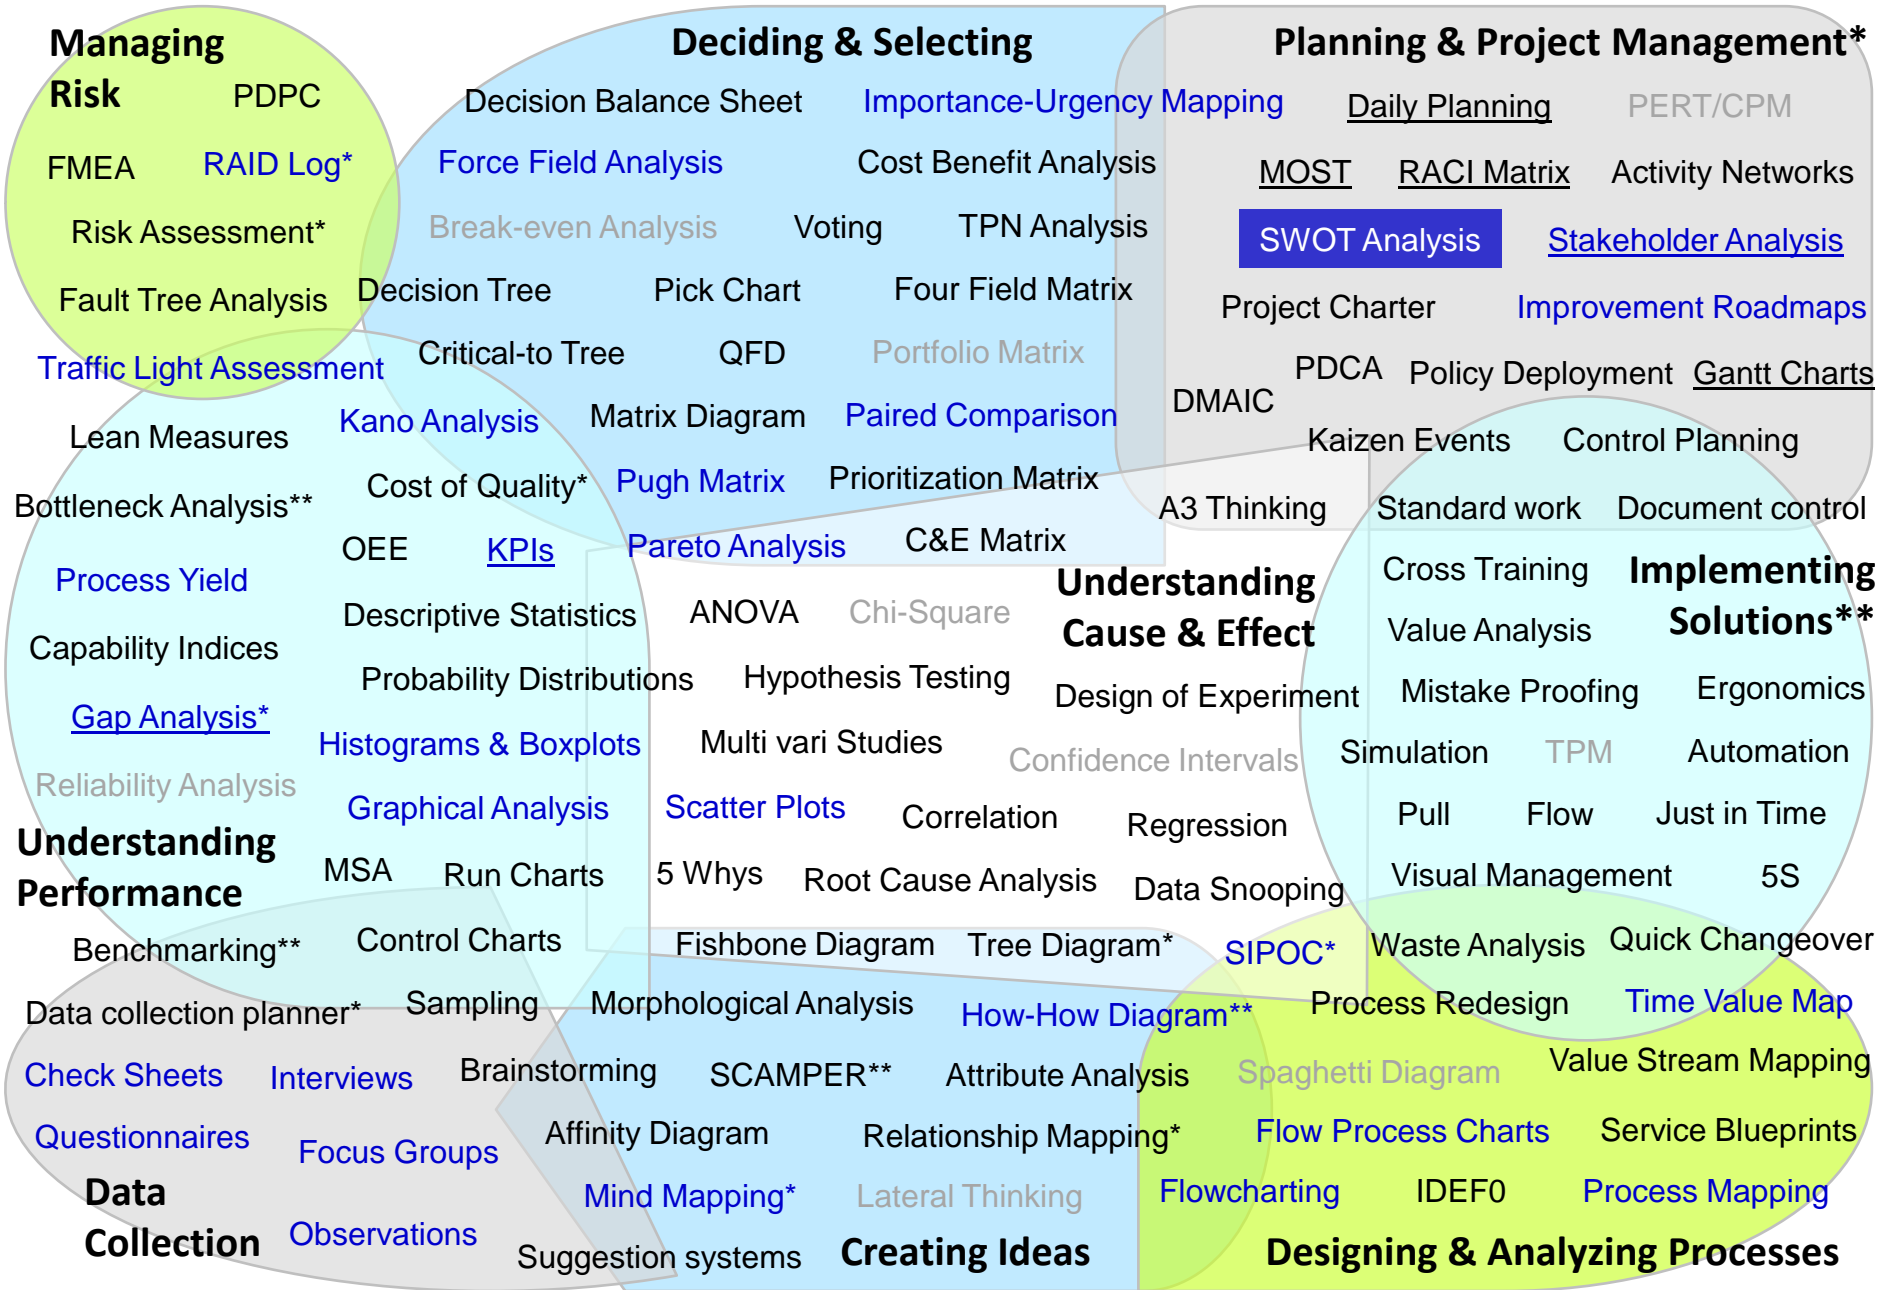 Managing
Risk
PDPC
FMEA
RAID Log*
Risk Assessment*
Fault Tree Analysis
Traffic Light Assessment
Deciding & Selecting
Decision Balance Sheet
Importance-Urgency Mapping
Force Field Analysis
Cost Benefit Analysis
Break-even Analysis
Voting
TPN Analysis
Decision Tree
Pick Chart
Four Field Matrix
Critical-to Tree
QFD
Portfolio Matrix
Kano Analysis
Matrix Diagram
Paired Comparison
Cost of Quality*
Pugh Matrix
Prioritization Matrix
Pareto Analysis
C&E Matrix
Planning & Project Management*
Daily Planning
PERT/CPM
MOST
RACI Matrix
Activity Networks
SWOT Analysis
Stakeholder Analysis
Project Charter
Improvement Roadmaps
PDCA
Policy Deployment
Gantt Charts
DMAIC
Kaizen Events
Control Planning
A3 Thinking
Standard work
Document control
Lean Measures
Bottleneck Analysis**
OEE
KPIs
Process Yield
Descriptive Statistics
Capability Indices
Probability Distributions
Gap Analysis*
Histograms & Boxplots
Reliability Analysis
Graphical Analysis
Understanding
Performance
MSA
Run Charts
Benchmarking**
Control Charts
Understanding
Cause & Effect
ANOVA
Chi-Square
Hypothesis Testing
Design of Experiment
Multi vari Studies
Confidence Intervals
Scatter Plots
Correlation
Regression
5 Whys
Root Cause Analysis
Data Snooping
Fishbone Diagram
Tree Diagram*
SIPOC*
Cross Training
Implementing
Solutions**
Value Analysis
Mistake Proofing
Ergonomics
Simulation
TPM
Automation
Pull
Flow
Just in Time
Visual Management
5S
Waste Analysis
Quick Changeover
Data collection planner*
Sampling
Check Sheets
Interviews
Questionnaires
Focus Groups
Data
Collection
Observations
Morphological Analysis
How-How Diagram**
Brainstorming
SCAMPER**
Attribute Analysis
Affinity Diagram
Relationship Mapping*
Mind Mapping*
Lateral Thinking
Suggestion systems
Creating Ideas
Process Redesign
Time Value Map
Spaghetti Diagram
Value Stream Mapping
Flow Process Charts
Service Blueprints
Flowcharting
IDEF0
Process Mapping
Designing & Analyzing Processes